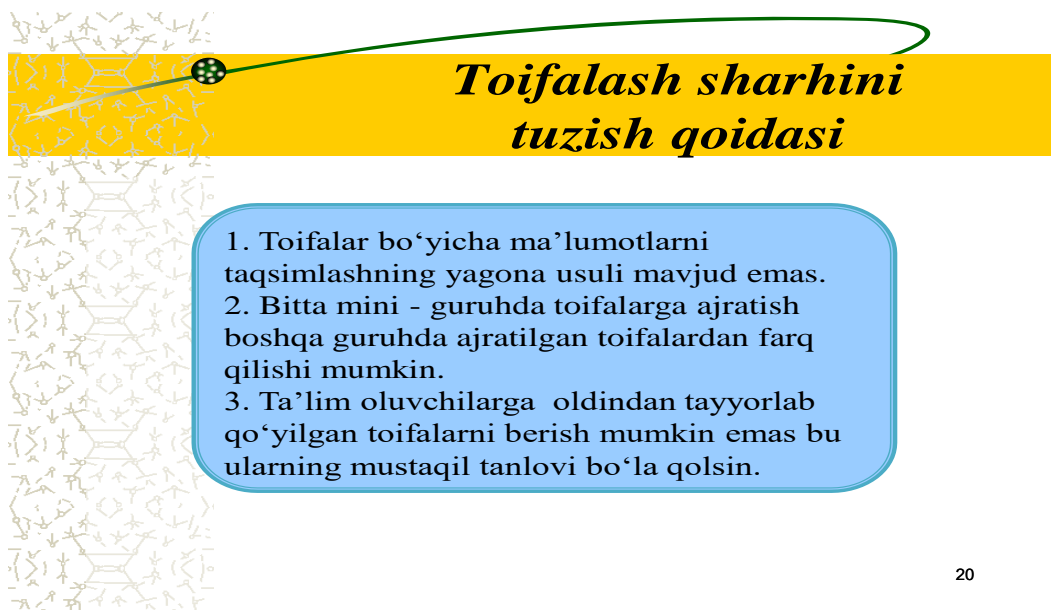 Toifalash sharhini
tuzish qoidasi
1. Toifalar bo‘yicha ma’lumotlarni
taqsimlashning yagona usuli mavjud emas.
2. Bitta mini - guruhda toifalarga ajratish
boshqa guruhda ajratilgan toifalardan farq
qilishi mumkin.
3. Ta’lim oluvchilarga  oldindan tayyorlab
qo‘yilgan toifalarni berish mumkin emas bu
ularning mustaqil tanlovi bo‘la qolsin.
20